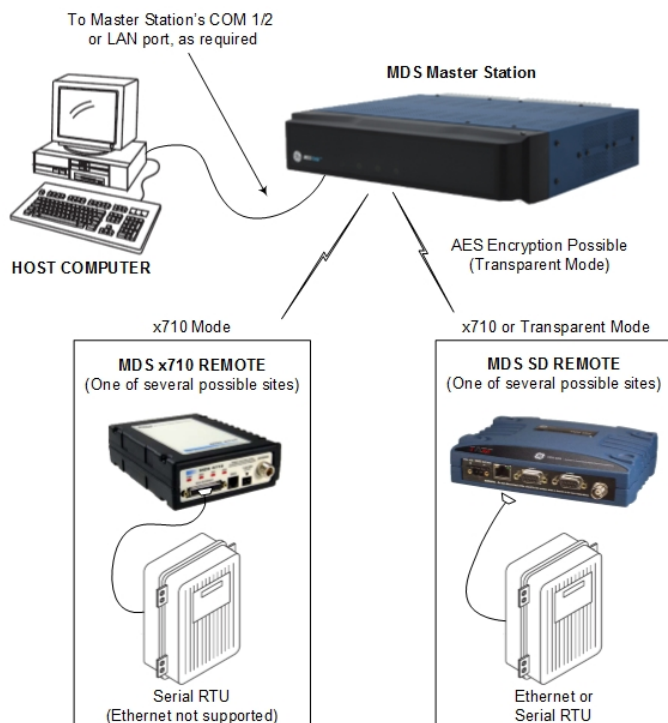 To Master Station's COM 1/2
or LAN port, as required
MDS Master Station
HOST COMPUTER
AES Encryption Possible
(Transparent Mode)
x710 Mode
x710 or Transparent Mode
MDS x710 REMOTE
(One of several possible sites)
MDS SD REMOTE
(One of several possible sites)
Serial RTU
(Ethernet not supported)
Ethernet or
Serial RTU